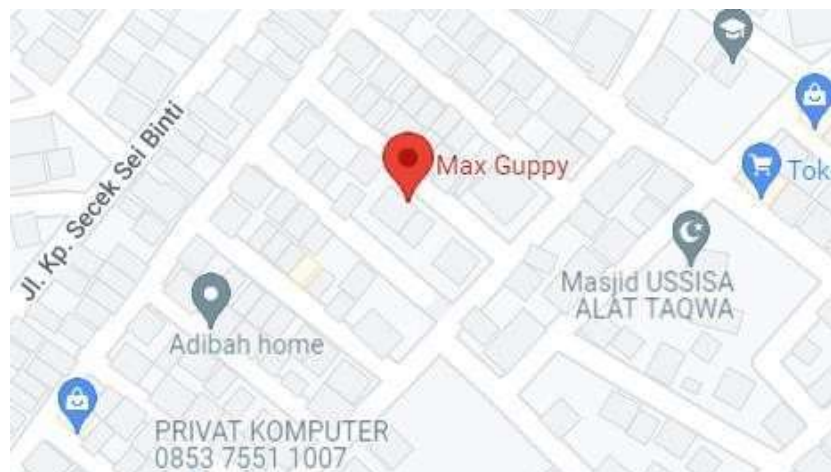 Max Guppy
Tok
Jl. Kp. Secek Sei Binti
Masjid USSISA
ALAT TAQWA
Adibah home
PRIVAT KOMPUTER
0853 7551 1007